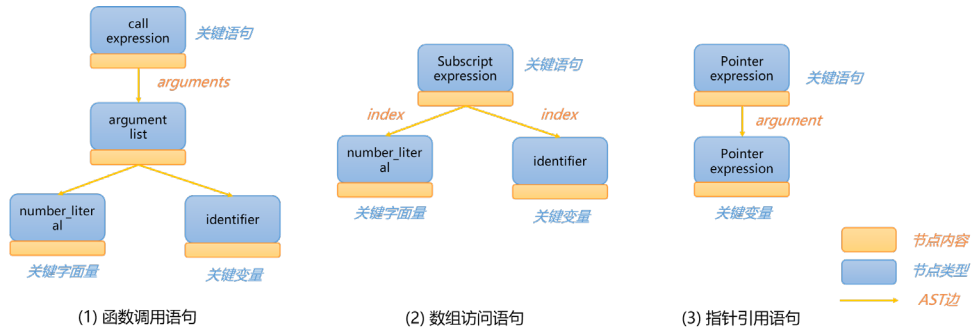 call
expression
关键语句
arguments
argument
list
number_liter
al
identifier
关键字面量
关键变量
(1) 函数调用语句
Subscript
expression
关键语句
index
index
number_liter
al
identifier
关键字面量
关键变量
(2) 数组访问语句
Pointer
expression
关键语句
argument
Pointer
expression
关键变量
(3) 指针引用语句
节点内容
节点类型
AST边